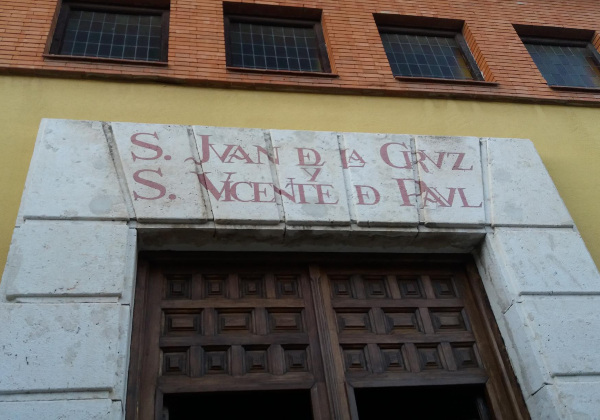 S. JVAN DE LA CRVZ
Y
S. VICENTE DE PAVL